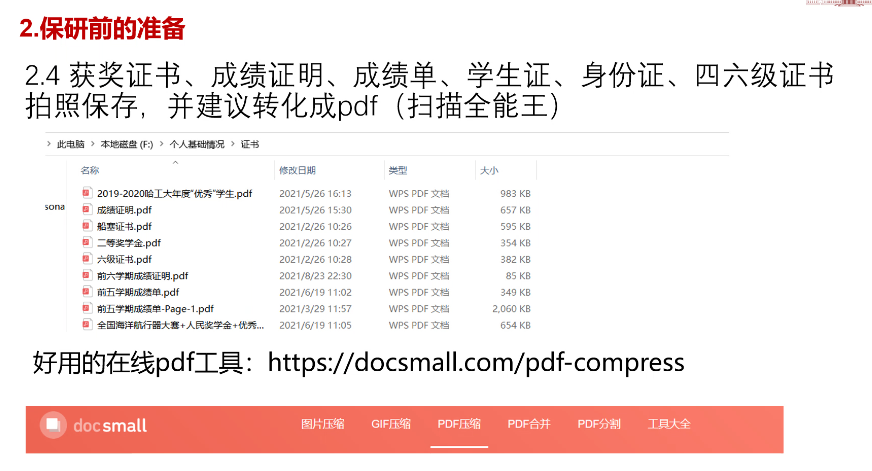 2.保研前的准备
2.4 获奖证书、成绩证明、成绩单、学生证、身份证、四六级证书
拍照保存，并建议转化成pdf（扫描全能王）
> 此电脑 > 本地磁盘 (F:) > 个人基础情况 > 证书
名称 修改日期 类型 大小
2019-2020哈工大年度"优秀"学生.pdf 2021/5/26 16:13 WPS PDF 文档 983 KB
sona
成绩证明.pdf 2021/5/26 15:30 WPS PDF 文档 657 KB
船赛证书.pdf 2021/2/26 10:26 WPS PDF 文档 595 KB
二等奖学金.pdf 2021/2/26 10:27 WPS PDF 文档 354 KB
六级证书.pdf 2021/2/26 10:28 WPS PDF 文档 382 KB
前六学期成绩证明.pdf 2021/8/23 22:30 WPS PDF 文档 85 KB
前五学期成绩单.pdf 2021/6/19 11:02 WPS PDF 文档 349 KB
前五学期成绩单-Page-1.pdf 2021/3/29 11:57 WPS PDF 文档 2,060 KB
全国海洋航行器大赛+人民奖学金+优秀... 2021/6/19 11:05 WPS PDF 文档 654 KB
好用的在线pdf工具：https://docsmall.com/pdf-compress
docsmall 图片压缩 GIF压缩 PDF压缩 PDF合并 PDF分割 工具大全